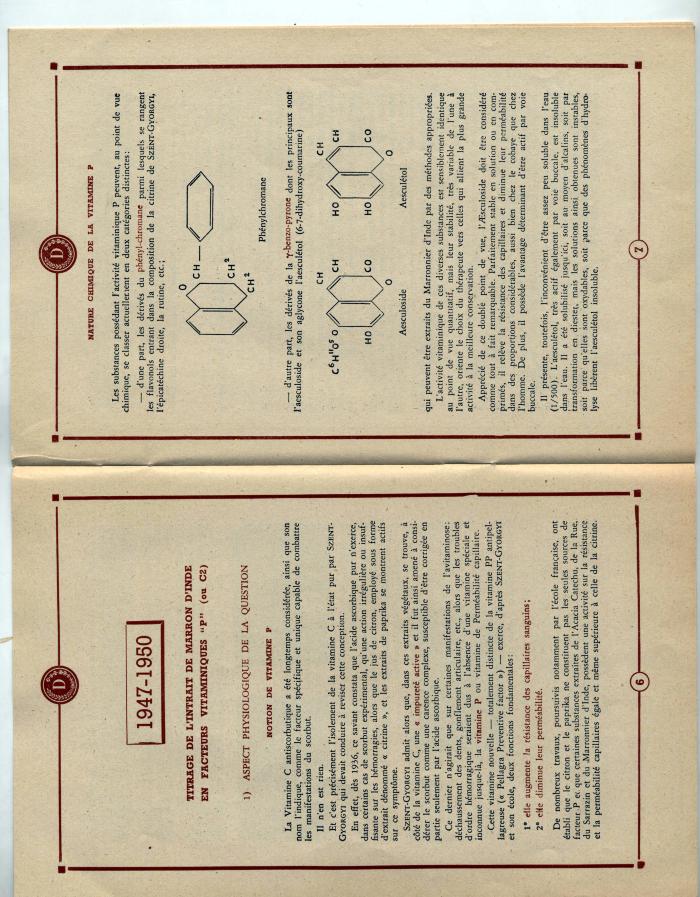 D
1947-1950
TITRAGE DE L'INTRAIT DE MARRON D'INDE
EN FACTEURS VITAMINIQUES "P" (ou C2)
1) ASPECT PHYSIOLOGIQUE DE LA QUESTION
NOTION DE VITAMINE P
La Vitamine C antiscorbutique a été longtemps considérée, ainsi que son
nom l'indique, comme le facteur spécifique et unique capable de combattre
les manifestations du scorbut.
Il n'en est rien.
Et c'est précisément l'isolement de la vitamine C à l'état pur par SZENT-
GYORGYI qui devait conduire à reviser cette conception.
En effet, dès 1936, ce savant constata que l'acide ascorbique pur n'exerce,
dans certains cas de scorbut expérimental, qu'une action irrégulière ou insuf-
fisante sur les hémorragies, alors que le jus de citron, employé sous forme
d'extrait dénommé « citrine », et les extraits de paprika se montrent actifs
sur ce symptôme.
SZENT-GYORGYI admit alors que, dans ces extraits végétaux, se trouve, à
côté de la vitamine C, une « impureté active » et il fut ainsi amené à consi-
dérer le scorbut comme une carence complexe, susceptible d'être corrigée en
partie seulement par l'acide ascorbique.
Ce dernier n'agirait que sur certaines manifestations de l'avitaminose:
déchaussement des dents, gonflement articulaire, etc., alors que les troubles
d'ordre hémorragique seraient dus à l'absence d'une vitamine spéciale et
inconnue jusque-là, la vitamine P ou vitamine de Perméabilité capillaire.
Cette vitamine nouvelle — totalement distincte de la vitamine PP antipel-
lagreuse (« Pellagra Preventive factor ») — exerce, d'après SZENT-GYORGYI
et son école, deux fonctions fondamentales:
1° elle augmente la résistance des capillaires sanguins;
2° elle diminue leur perméabilité.
De nombreux travaux, poursuivis notamment par l'école française, ont
établi que le citron et le paprika ne constituent pas les seules sources de
facteur P et que certaines substances extraites de l'Acacia Catechu, de la Rue,
du Sarrazin et du Marronnier d'Inde, possèdent une activité sur la résistance
et la perméabilité capillaires égale et même supérieure à celle de la citrine.
6
D
NATURE CHIMIQUE DE LA VITAMINE P
Les substances possédant l'activité vitaminique P peuvent, au point de vue
chimique, se classer actuellement en deux catégories distinctes:
— d'une part, les dérivés du phényl-chromane parmi lesquels se rangent
les flavonols entrant dans la composition de la citrine de SZENT-GYORGYI,
l'épicatéchine droite, la rutine, etc.;
O
CH
CH²
CH²
Phénylchromane
— d'autre part, les dérivés de la γ-benzo-pyrone dont les principaux sont
l'aesculoside et son aglycone l'aesculétol (6-7-dihydroxy-coumarine)
C⁶H¹¹O⁵O
CH
CH
HO
CO
O
Aesculoside
HO
CH
CH
HO
CO
O
Aesculétol
qui peuvent être extraits du Marronnier d'Inde par des méthodes appropriées.
L'activité vitaminique de ces diverses substances est sensiblement identique
au point de vue quantitatif, mais leur stabilité, très variable de l'une à
l'autre, oriente le choix du thérapeute vers celles qui allient la plus grande
activité à la meilleure conservation.
Apprécié de ce double point de vue, l'Æsculoside doit être considéré
comme tout à fait remarquable. Parfaitement stable en solution ou en com-
primés, il élève la résistance des capillaires et diminue leur perméabilité
dans des proportions considérables, aussi bien chez le cobaye que chez
l'homme. De plus, il possède l'avantage déterminant d'être actif par voie
buccale.
Il présente, toutefois, l'inconvénient d'être assez peu soluble dans l'eau
(1/500). L'aesculétol, très actif également par voie buccale, est insoluble
dans l'eau. Il a été solubilisé jusqu'ici, soit au moyen d'alcalins, soit par
transformation en diester, mais les solutions ainsi obtenues sont instables,
soit parce qu'elles sont oxydables, soit parce que des phénomènes d'hydro-
lyse libèrent l'aesculétol insoluble.
7